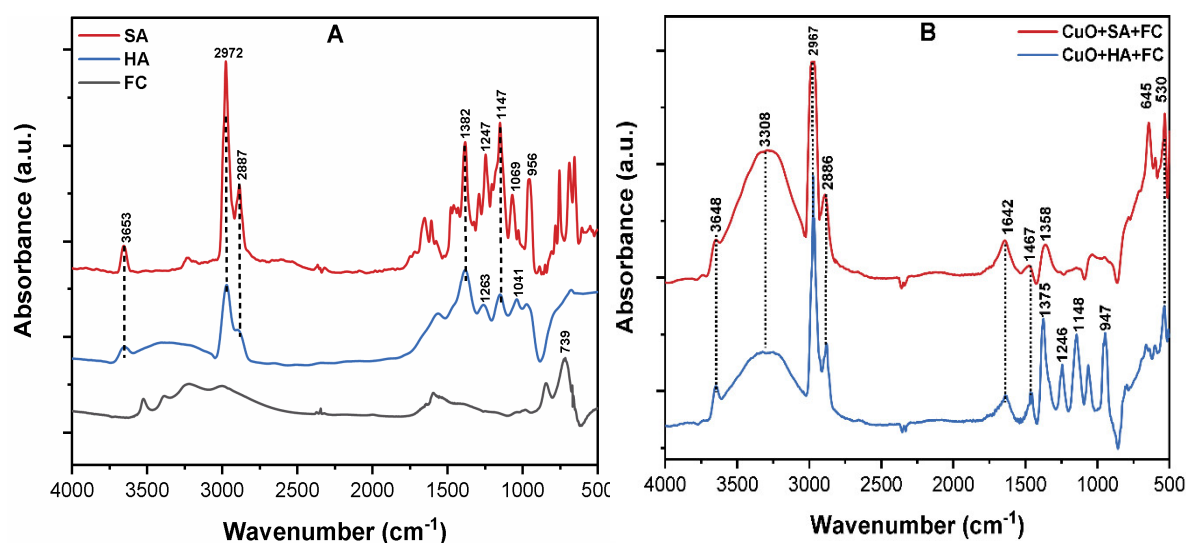 A
SA
HA
FC
3653
2972
2887
1382
1247
1147
1069
956
1263
1041
739
Absorbance (a.u.)
4000 3500 3000 2500 2000 1500 1000 500
Wavenumber (cm-1)
B
CuO+SA+FC
CuO+HA+FC
3648
3308
2967
2886
1642
1467
1358
645
530
1375
1246
1148
947
Absorbance (a.u.)
4000 3500 3000 2500 2000 1500 1000 500
Wavenumber (cm-1)